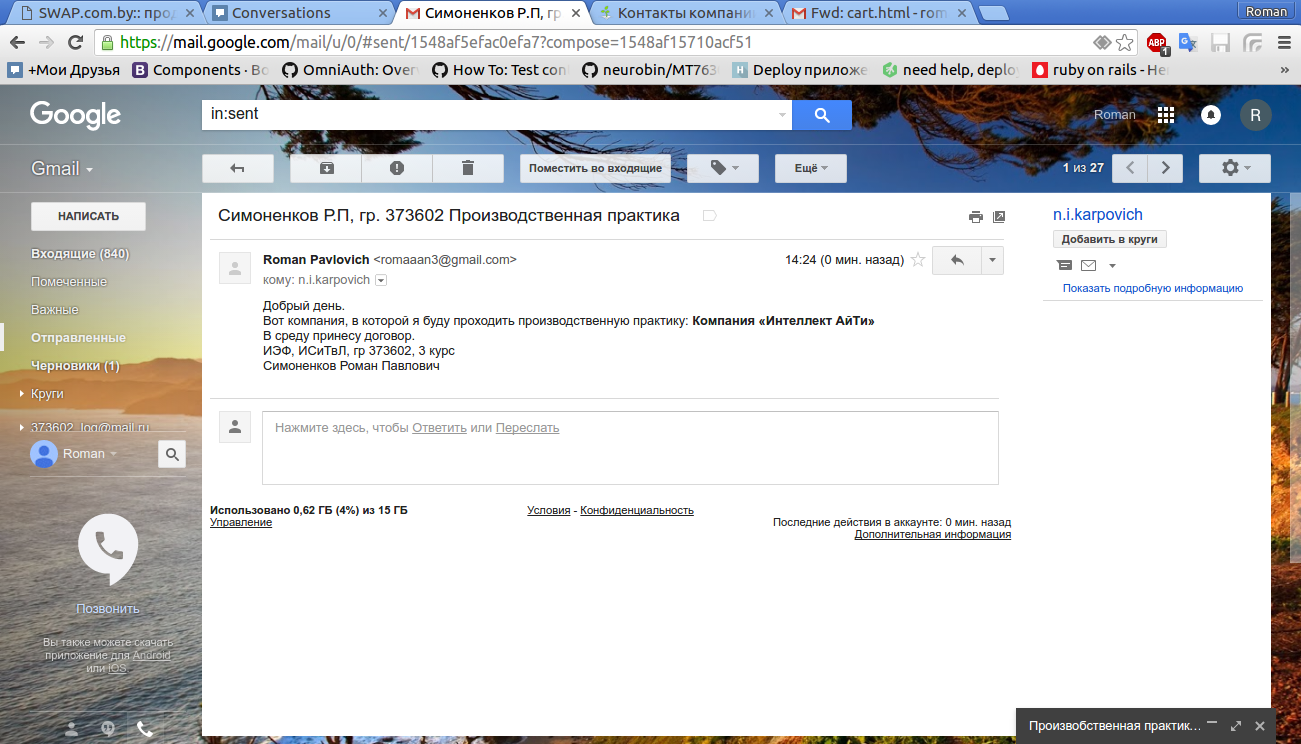 SWAP.com.by:: прод
Conversations
Симоненков Р.П, гр
Контакты компании
Fwd: cart.html - rom
Roman
https://mail.google.com/mail/u/0/#sent/1548af5efac0efa7?compose=1548af15710acf51
ABP
1
+Мои Друзья
Components · Bo
OmniAuth: Over
How To: Test con
neurobin/MT763
Deploy приложе
need help, deploy
ruby on rails - He
»
Google
in:sent
Roman
R
Gmail
Поместить во входящие
Ещё
1 из 27
НАПИСАТЬ
Входящие (840)
Помеченные
Важные
Отправленные
Черновики (1)
Круги
373602_log@mail.ru
Roman
Позвонить
Вы также можете скачать
приложение для Android
или iOS.
Симоненков Р.П, гр. 373602 Производственная практика
Roman Pavlovich <romaaan3@gmail.com>
14:24 (0 мин. назад)
кому: n.i.karpovich
Добрый день.
Вот компания, в которой я буду проходить производственную практику: Компания «Интеллект АйТи»
В среду принесу договор.
ИЭФ, ИСиТвЛ, гр 373602, 3 курс
Симоненков Роман Павлович
Нажмите здесь, чтобы Ответить или Переслать
Использовано 0,62 ГБ (4%) из 15 ГБ
Управление
Условия - Конфиденциальность
Последние действия в аккаунте: 0 мин. назад
Дополнительная информация
n.i.karpovich
Добавить в круги
Показать подробную информацию
Произвобственная практик...